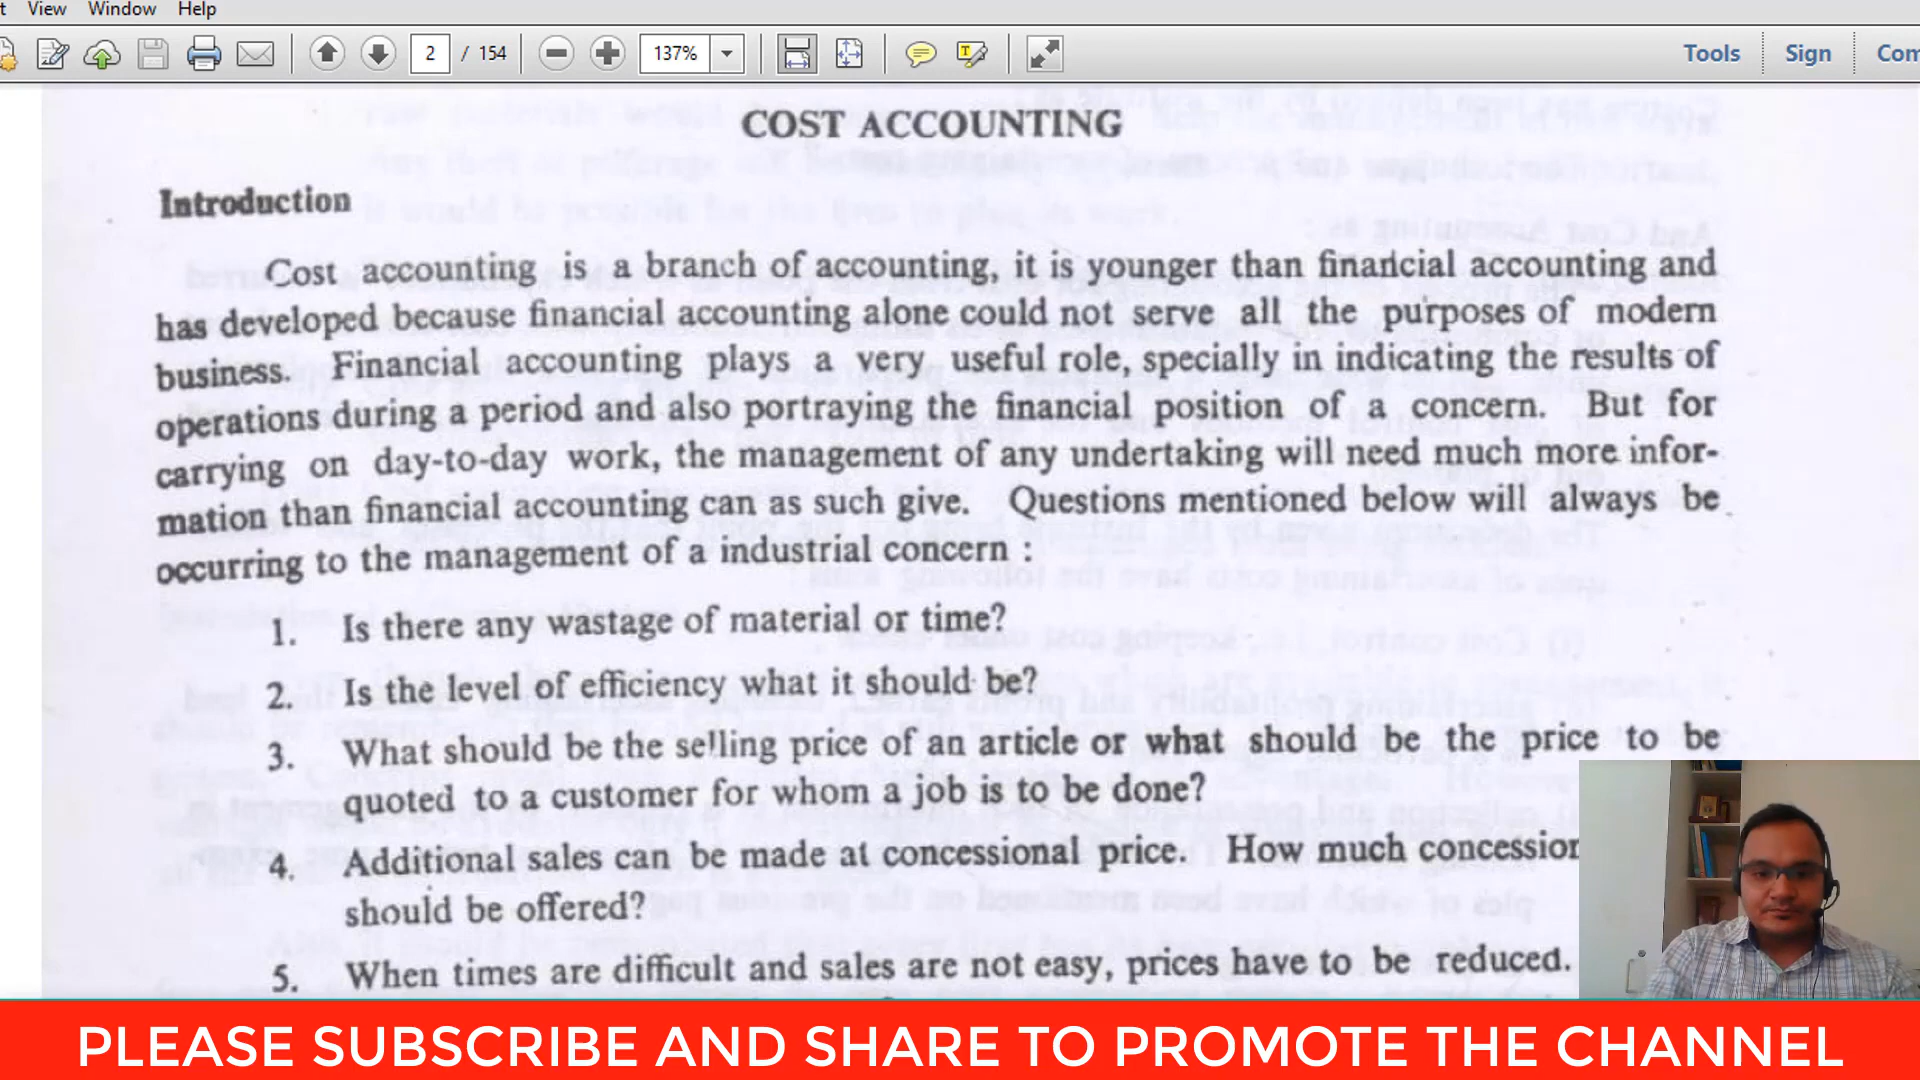 View Window Help
2 / 154 137% Tools Sign
COST ACCOUNTING
Introduction
Cost accounting is a branch of accounting, it is younger than financial accounting and
has developed because financial accounting alone could not serve all the purposes of modern
business. Financial accounting plays a very useful role, specially in indicating the results of
operations during a period and also portraying the financial position of a concern. But for
carrying on day-to-day work, the management of any undertaking will need much more infor-
mation than financial accounting can as such give. Questions mentioned below will always be
occurring to the management of a industrial concern :
1. Is there any wastage of material or time?
2. Is the level of efficiency what it should be?
3. What should be the selling price of an article or what should be the price to be
quoted to a customer for whom a job is to be done?
4. Additional sales can be made at concessional price. How much concession
should be offered?
5. When times are difficult and sales are not easy, prices have to be reduced.
PLEASE SUBSCRIBE AND SHARE TO PROMOTE THE CHANNEL